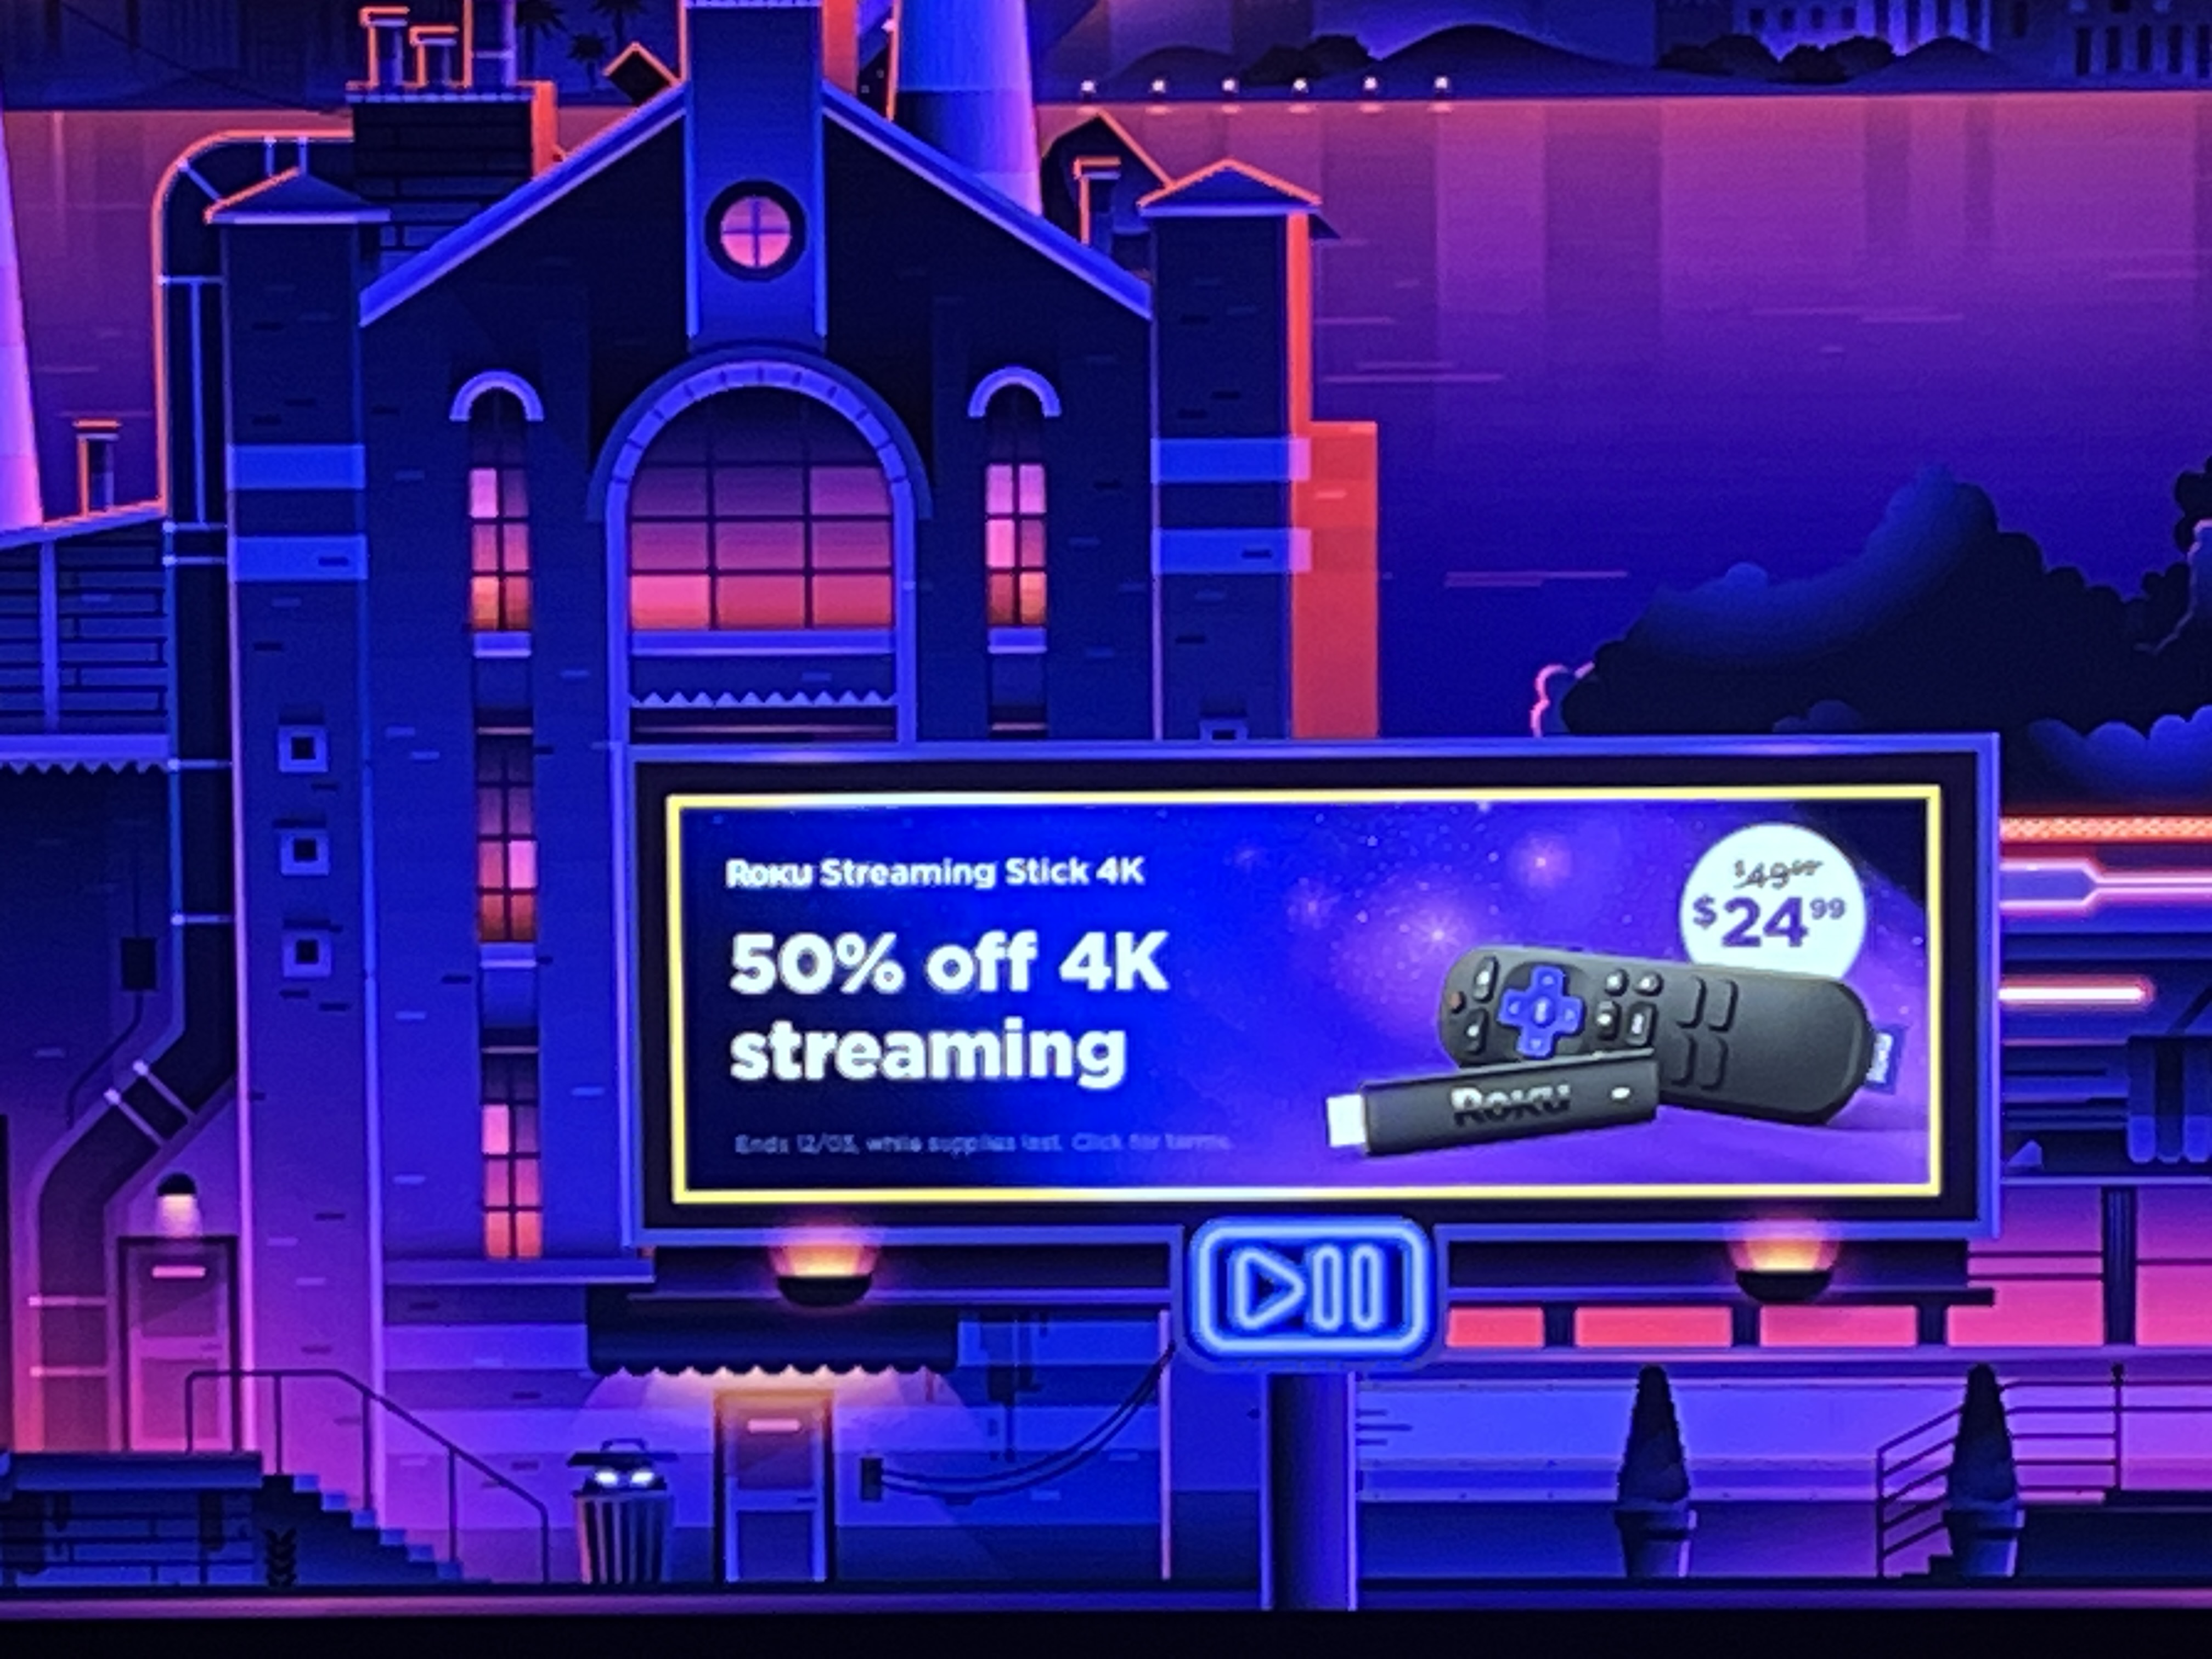 Roku Streaming Stick 4K
50% off 4K
streaming
Ends 12/03, while supplies last. Click for terms.
$49.99
$24.99
Roku
Roku